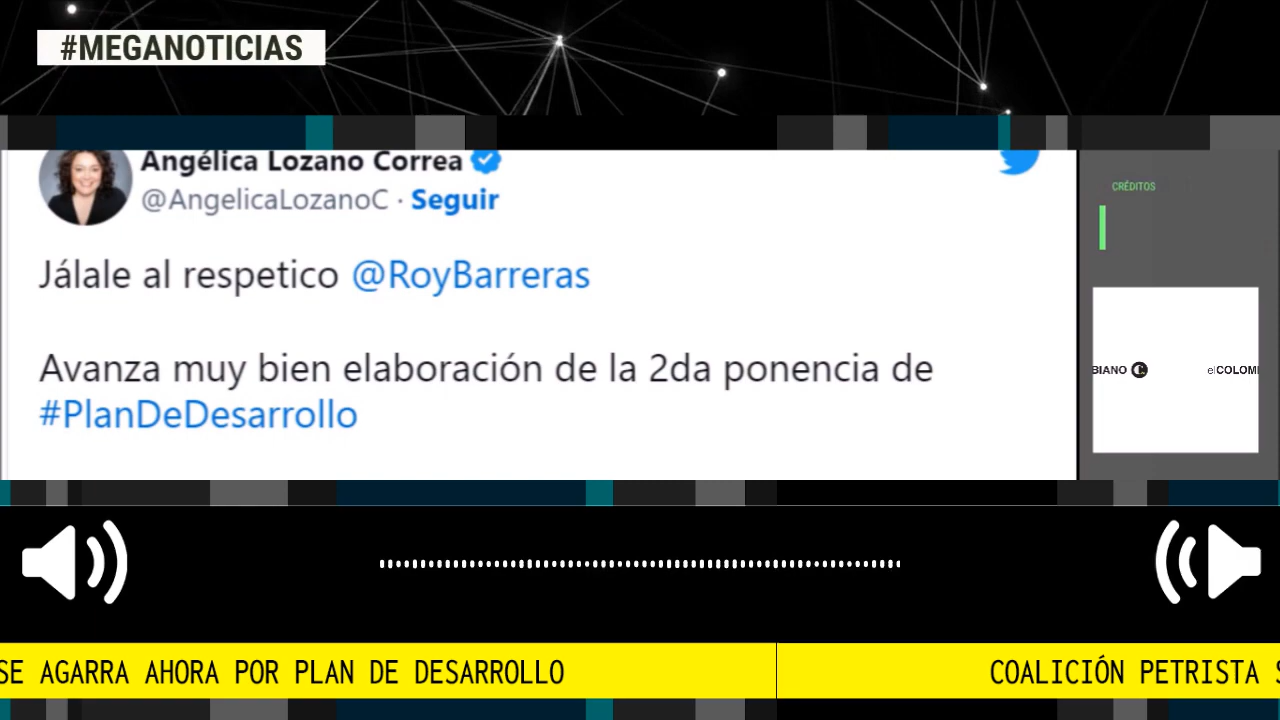 #MEGANOTICIAS
Angélica Lozano Correa
@AngelicaLozanoC · Seguir
CRÉDITOS
Jálale al respetico @RoyBarreras
Avanza muy bien elaboración de la 2da ponencia de
#PlanDeDesarrollo
BIANO C elCOLOM
SE AGARRA AHORA POR PLAN DE DESARROLLO
COALICIÓN PETRISTA S